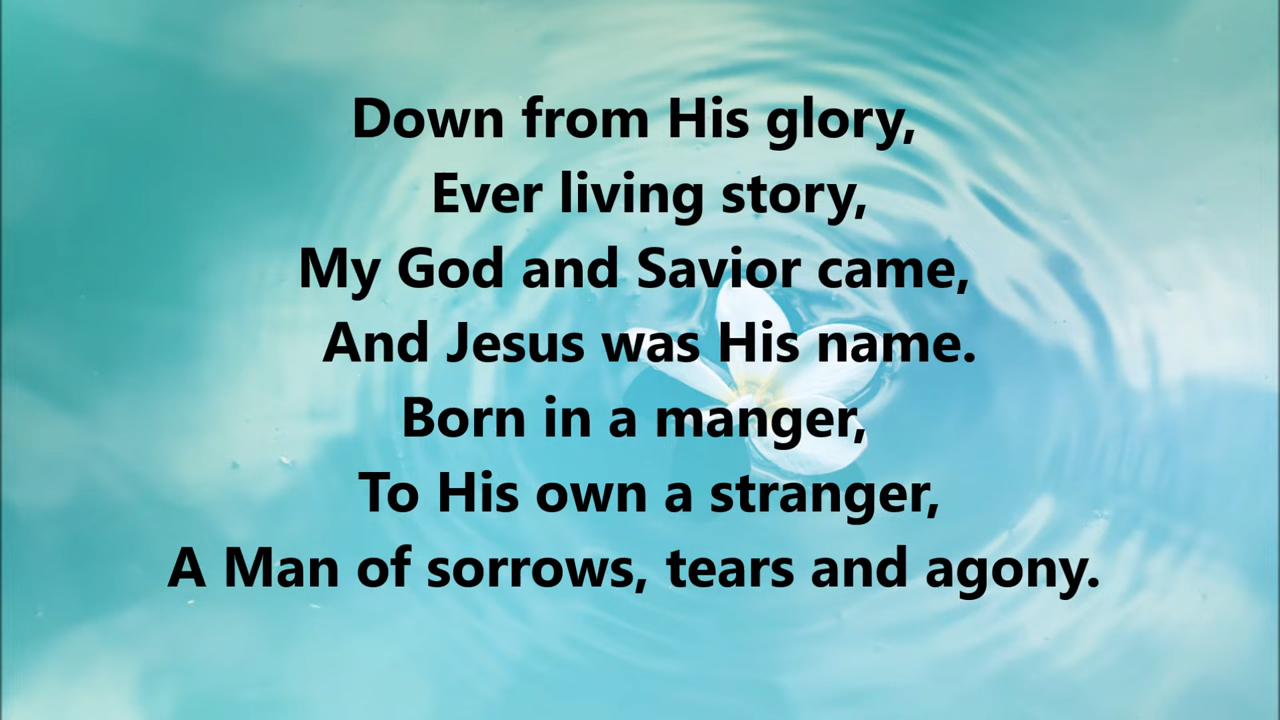 Down from His glory,
Ever living story,
My God and Savior came,
And Jesus was His name.
Born in a manger,
To His own a stranger,
A Man of sorrows, tears and agony.